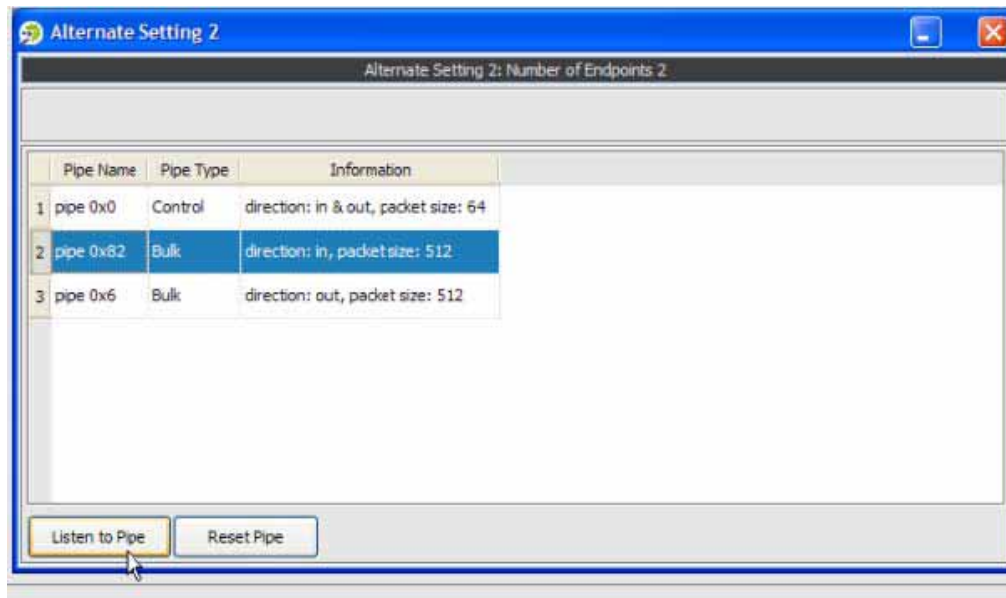 Alternate Setting 2
Alternate Setting 2: Number of Endpoints 2
Pipe Name Pipe Type Information
1 pipe 0x0 Control direction: in & out, packet size: 64
2 pipe 0x82 Bulk direction: in, packet size: 512
3 pipe 0x6 Bulk direction: out, packet size: 512
Listen to Pipe Reset Pipe